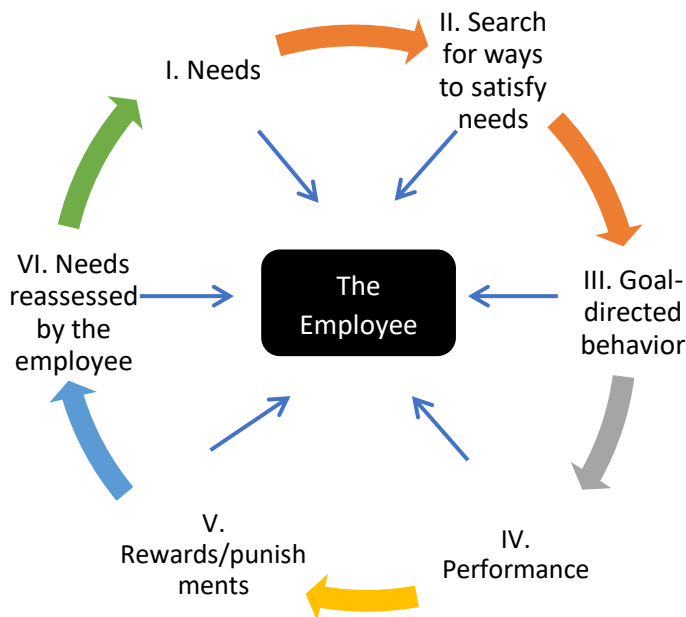 I. Needs
II. Search
for ways
to satisfy
needs
III. Goal-
directed
behavior
IV.
Performance
V.
Rewards/punish
ments
VI. Needs
reassessed
by the
employee
The
Employee